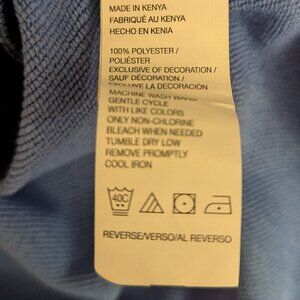 MADE IN KENYA
FABRIQUÉ AU KENYA
HECHO EN KENIA
100% POLYESTER /
POLIÉSTER
EXCLUSIVE OF DECORATION /
SAUF DÉCORATION /
EXCLUYE LA DECORACIÓN
MACHINE WASH WARM
GENTLE CYCLE
WITH LIKE COLORS
ONLY NON-CHLORINE
BLEACH WHEN NEEDED
TUMBLE DRY LOW
REMOVE PROMPTLY
COOL IRON
40C
REVERSE/VERSO/AL REVERSO